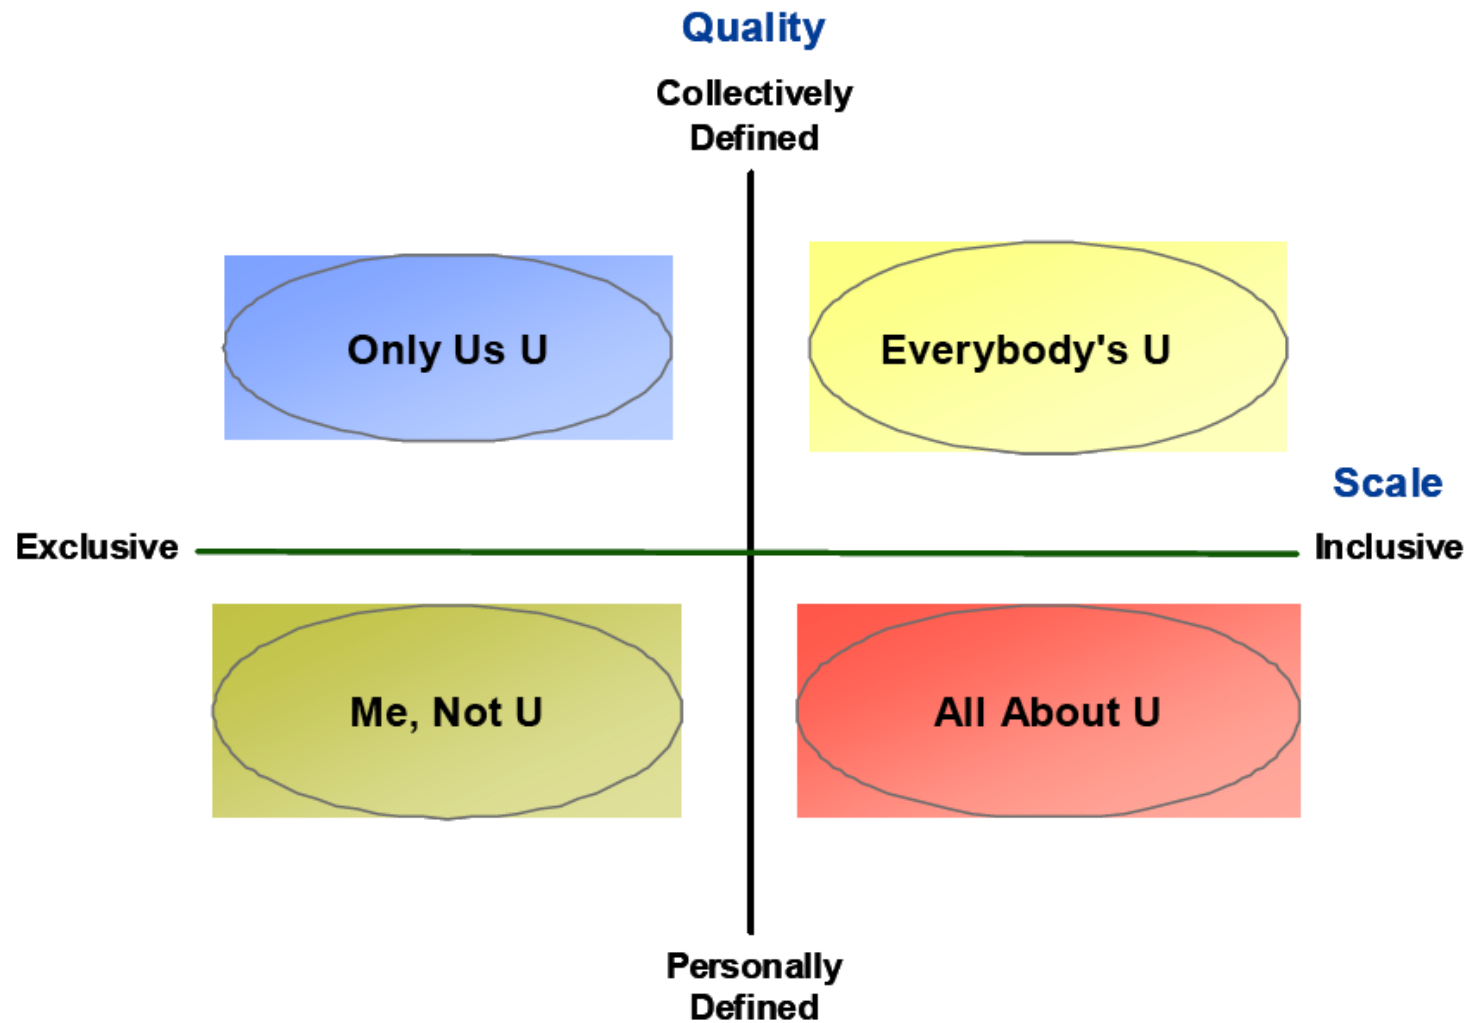 Quality
Collectively
Defined
Only Us U
Everybody's U
Scale
Exclusive
Inclusive
Me, Not U
All About U
Personally
Defined